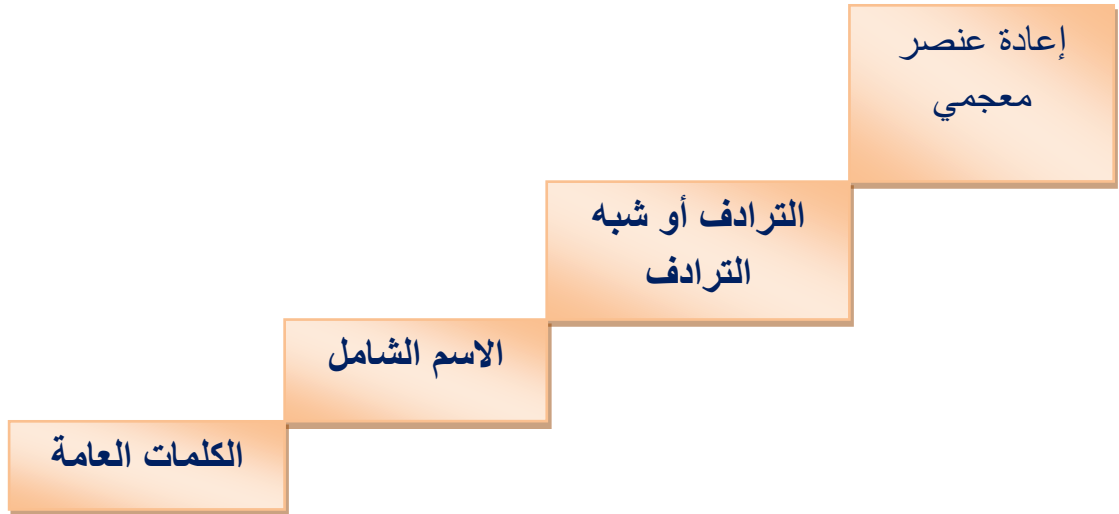 إعادة عنصر
معجمي
الترادف أو شبه
الترادف
الاسم الشامل
الكلمات العامة